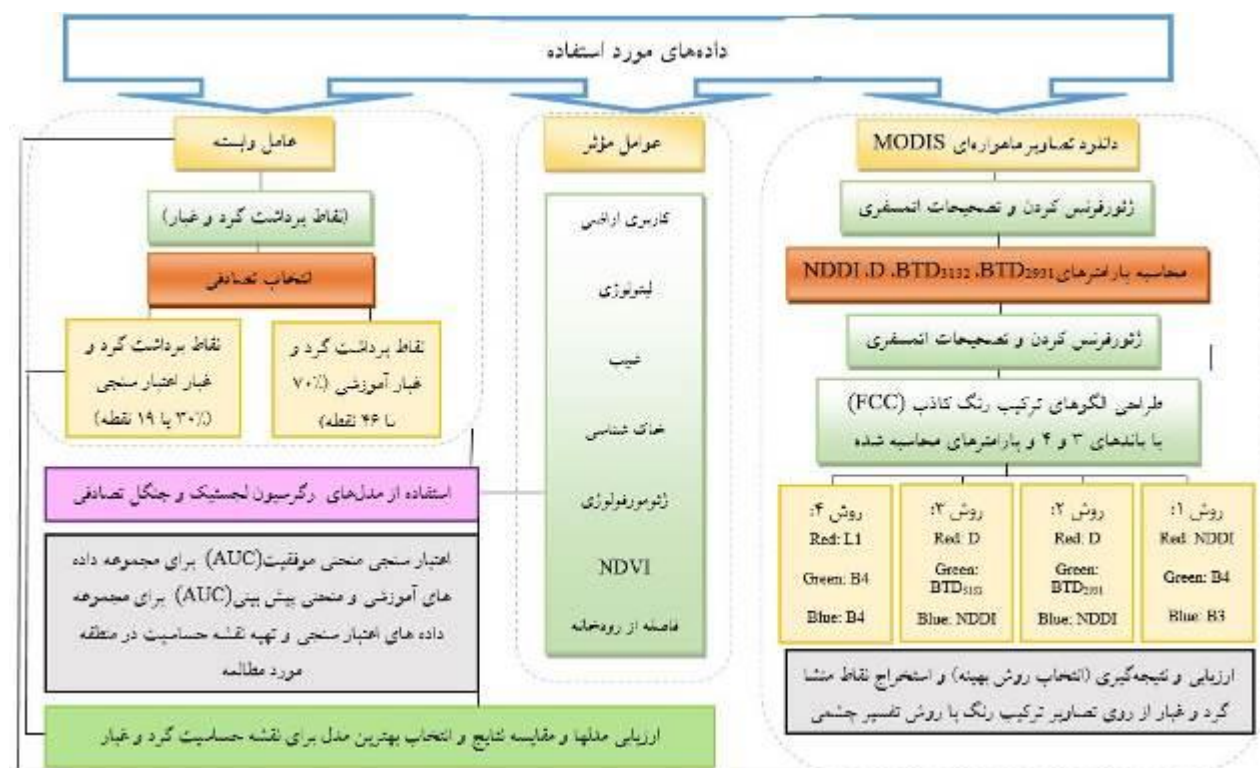 داده‌های مورد استفاده
دانلود تصاویر ماهواره‌ای MODIS
ژئورفرنس کردن و تصحیحات اتمسفری
محاسبه پارامترهای BTD2931، BTD3132، D، NDDI
ژئورفرنس کردن و تصحیحات اتمسفری
طراحی الگوهای ترکیب رنگ کاذب (FCC)
با باندهای ۳ و ۴ و پارامترهای محاسبه شده
روش ۱:
Red: NDDI
Green: B4
Blue: B3
روش ۲:
Red: D
Green:
BTD2931
Blue: NDDI
روش ۳:
Red: D
Green:
Blue: NDDI
روش ۴:
Red: L1
Green: B4
Blue: B4
ارزیابی و نتیجه‌گیری (انتخاب روش بهینه) و استخراج نقاط منشا
گرد و غبار از روی تصاویر ترکیب رنگ با روش تفسیر چشمی
عوامل مؤثر
کاربری اراضی
لیتولوژی
شیب
خاک شناسی
ژئومورفولوژی
NDVI
فاصله از رودخانه
عامل وابسته
(نقاط برداشت گرد و غبار)
انتخاب تصادفی
نقاط برداشت گرد و
غبار آموزشی (۷۰٪
یا ۴۶ نقطه)
نقاط برداشت گرد و
غبار اعتبار سنجی
(۳۰٪ یا ۱۹ نقطه)
استفاده از مدل‌های رگرسیون لجستیک و جنگل تصادفی
اعتبار سنجی منحنی موفقیت(AUC) برای مجموعه داده
های آموزشی و منحنی پیش بینی(AUC) برای مجموعه
داده های اعتبار سنجی و تهیه نقشه حساسیت در منطقه
مورد مطالعه
ارزیابی مدلها و مقایسه نتایج و انتخاب بهترین مدل برای نقشه حساسیت گرد و غبار